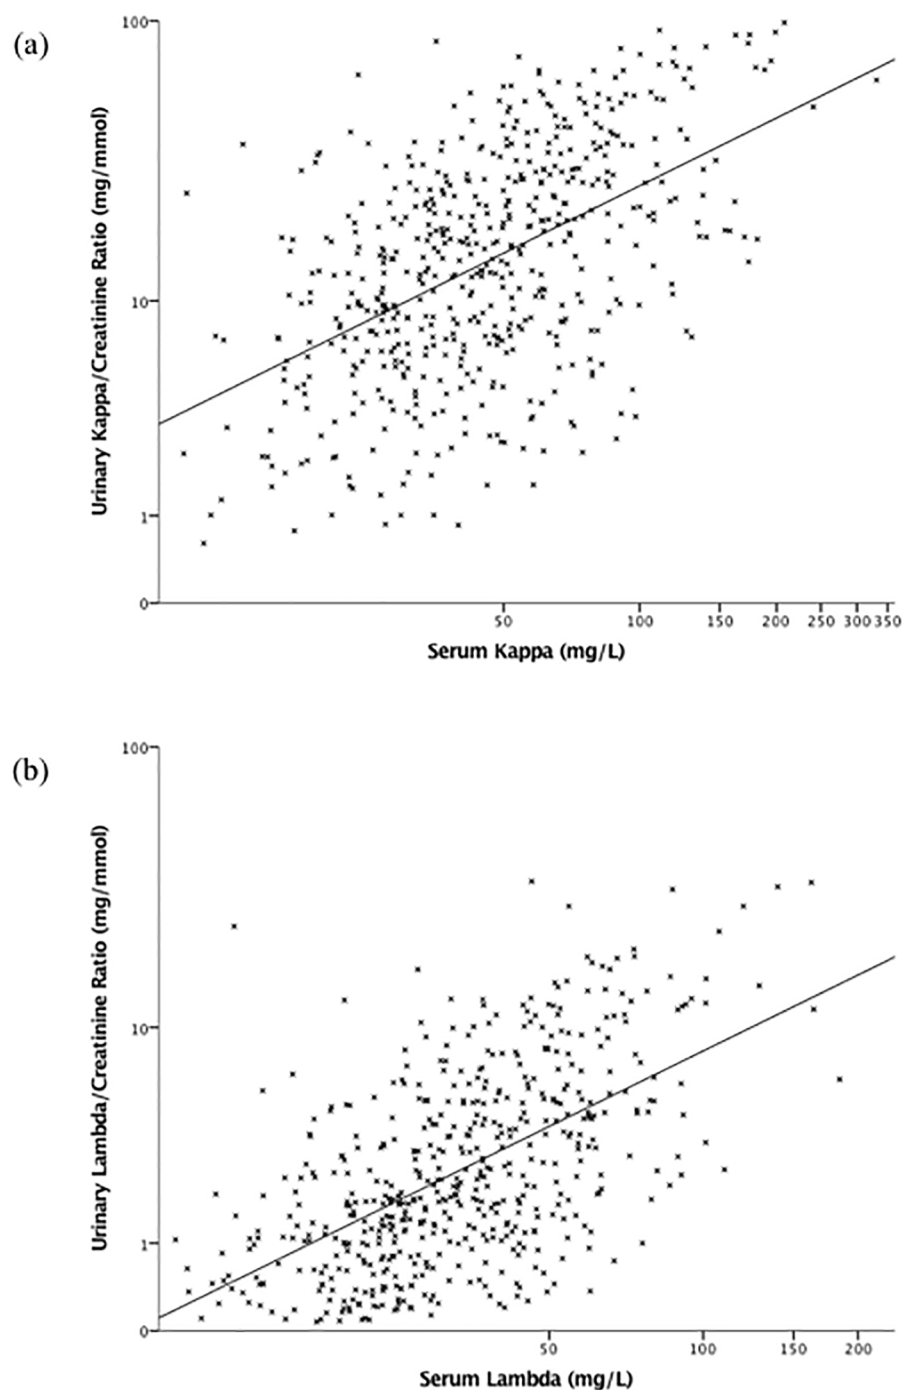 (a)
Urinary Kappa/Creatinine Ratio (mg/mmol)
100
10
1
0
50 100 150 200 250 300 350
Serum Kappa (mg/L)
(b)
Urinary Lambda/Creatinine Ratio (mg/mmol)
100
10
1
0
50 100 150 200
Serum Lambda (mg/L)